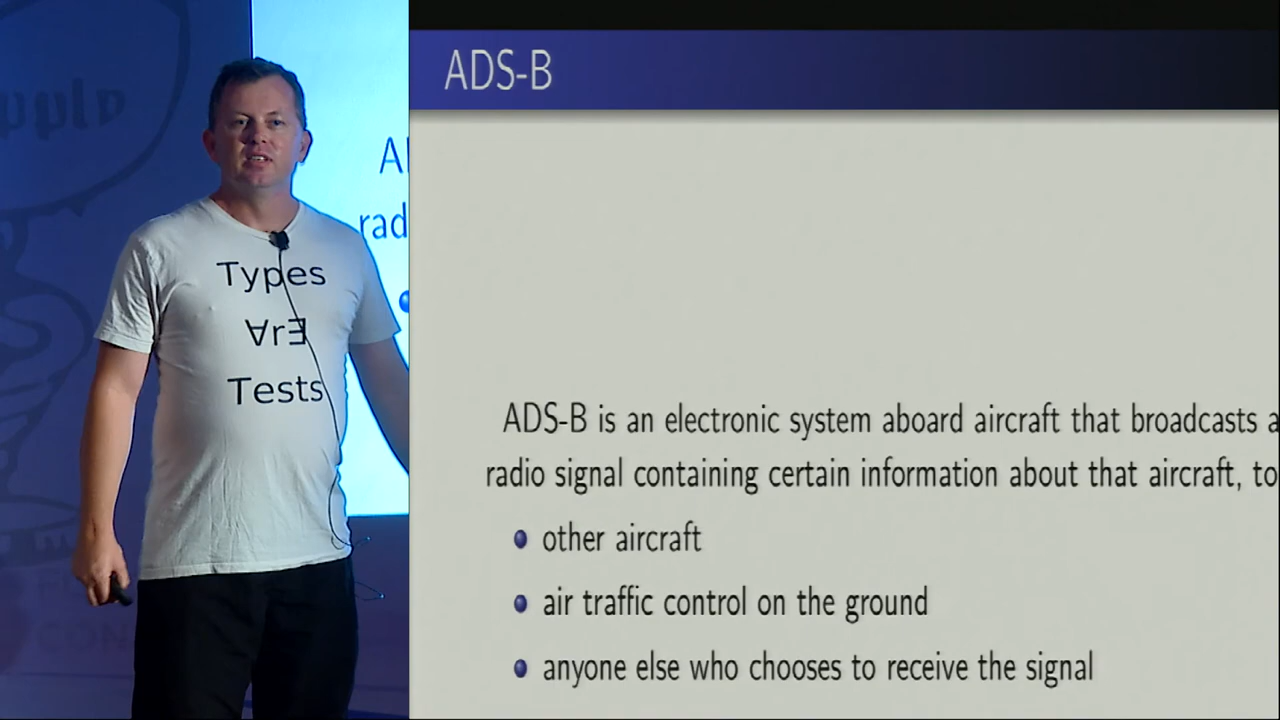 ADS-B
ADS-B is an electronic system aboard aircraft that broadcasts a
radio signal containing certain information about that aircraft, to
other aircraft
air traffic control on the ground
anyone else who chooses to receive the signal
Types
∀r∃
Tests